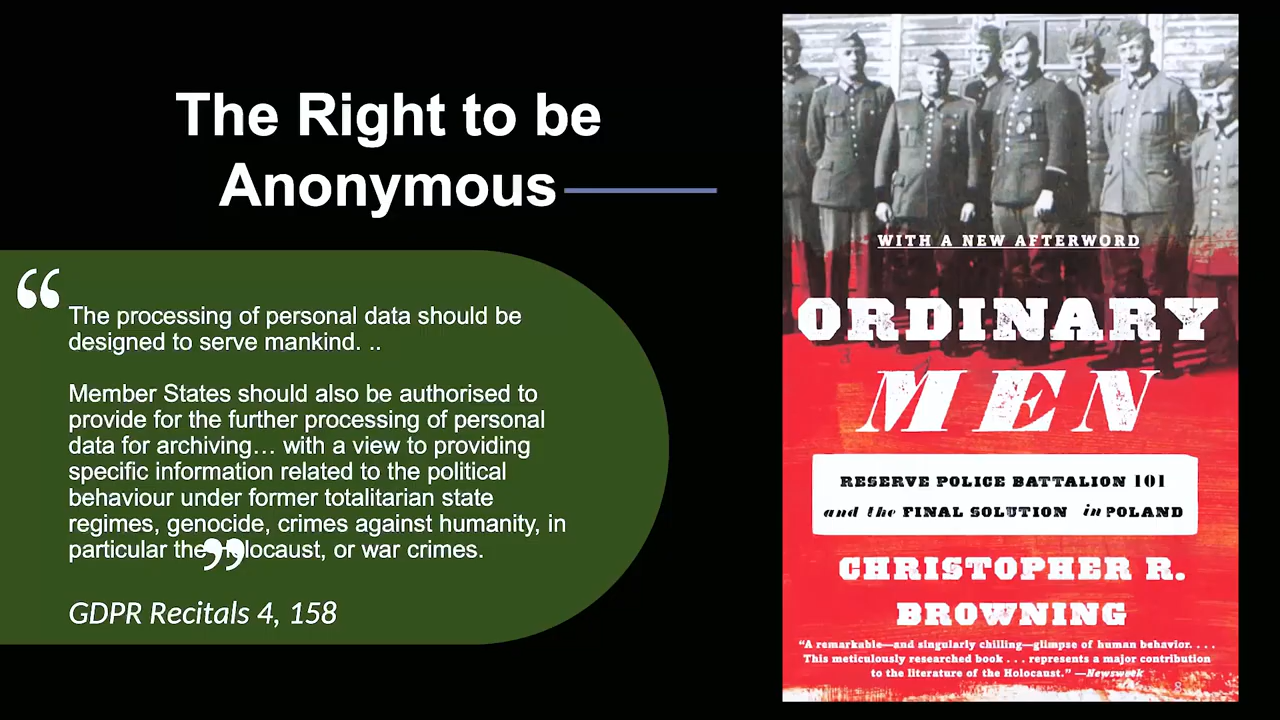 The Right to be
Anonymous
“
The processing of personal data should be
designed to serve mankind. ..
Member States should also be authorised to
provide for the further processing of personal
data for archiving… with a view to providing
specific information related to the political
behaviour under former totalitarian state
regimes, genocide, crimes against humanity, in
particular the Holocaust, or war crimes.
”
GDPR Recitals 4, 158
WITH A NEW AFTERWORD
ORDINARY
MEN
RESERVE POLICE BATTALION 101
and the FINAL SOLUTION in POLAND
CHRISTOPHER R.
BROWNING
“A remarkable—and singularly chilling—glimpse of human behavior. . . .
This meticulously researched book . . . represents a major contribution
to the literature of the Holocaust.” —Newsweek
8